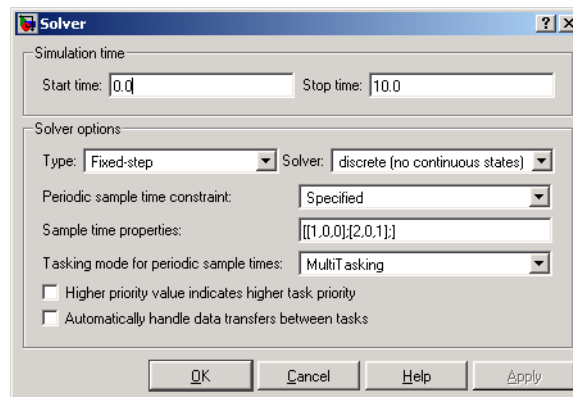 Solver
Simulation time
Start time: 0.0 Stop time: 10.0
Solver options
Type: Fixed-step Solver: discrete (no continuous states)
Periodic sample time constraint: Specified
Sample time properties: [[1,0,0];[2,0,1];]
Tasking mode for periodic sample times: MultiTasking
Higher priority value indicates higher task priority
Automatically handle data transfers between tasks
OK Cancel Help Apply